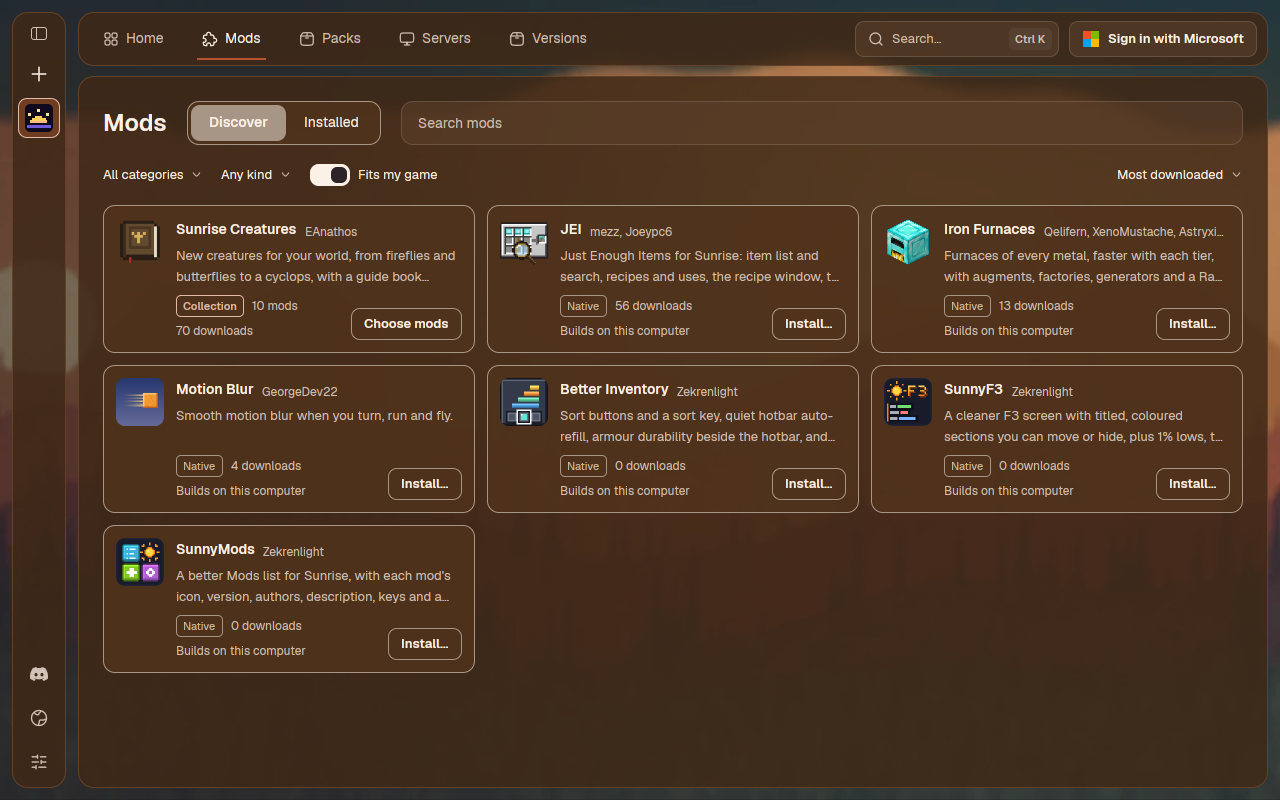 Home
Mods
Packs
Servers
Versions
Search...
Ctrl K
Sign in with Microsoft
Mods
Discover
Installed
Search mods
All categories
Any kind
Fits my game
Most downloaded
Sunrise Creatures EAnathos
New creatures for your world, from fireflies and
butterflies to a cyclops, with a guide book...
Collection 10 mods
70 downloads
Choose mods
JEI mezz, Joeypc6
Just Enough Items for Sunrise: item list and
search, recipes and uses, the recipe window, t...
Native 56 downloads
Builds on this computer
Install...
Iron Furnaces Qelifern, XenoMustache, Astryxi...
Furnaces of every metal, faster with each tier,
with augments, factories, generators and a Ra...
Native 13 downloads
Builds on this computer
Install...
Motion Blur GeorgeDev22
Smooth motion blur when you turn, run and fly.
Native 4 downloads
Builds on this computer
Install...
Better Inventory Zekrenlight
Sort buttons and a sort key, quiet hotbar auto-
refill, armour durability beside the hotbar, and...
Native 0 downloads
Builds on this computer
Install...
F3
SunnyF3 Zekrenlight
A cleaner F3 screen with titled, coloured
sections you can move or hide, plus 1% lows, t...
Native 0 downloads
Builds on this computer
Install...
SunnyMods Zekrenlight
A better Mods list for Sunrise, with each mod's
icon, version, authors, description, keys and a...
Native 0 downloads
Builds on this computer
Install...